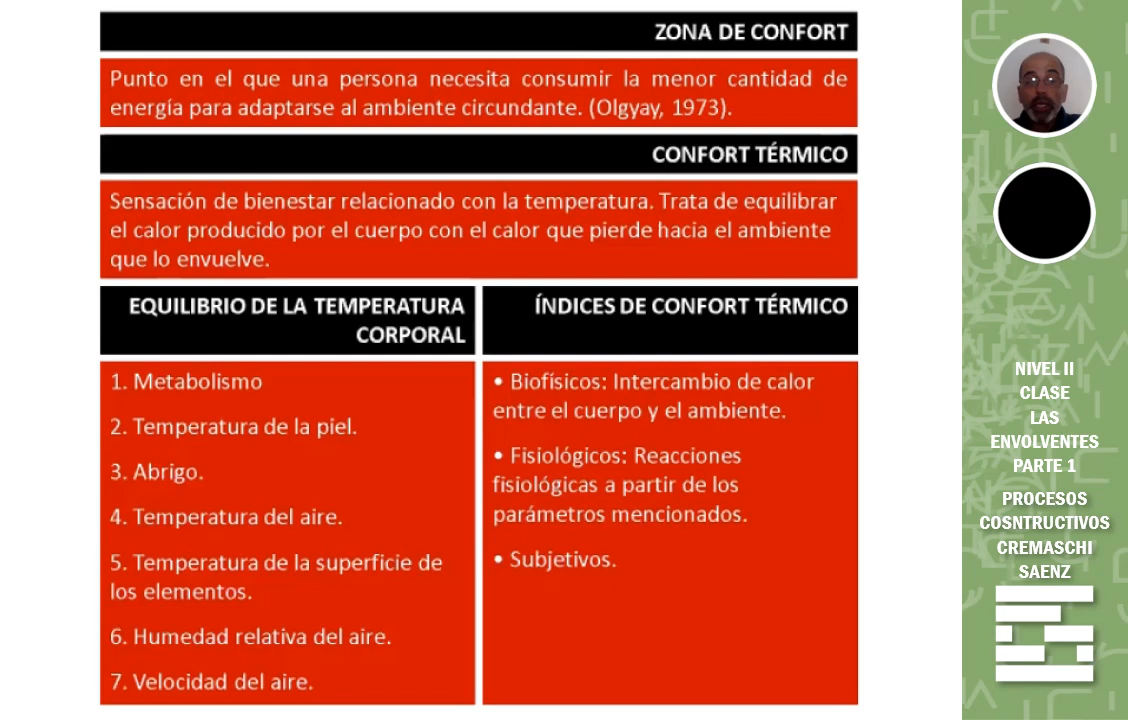 ZONA DE CONFORT
Punto en el que una persona necesita consumir la menor cantidad de
energía para adaptarse al ambiente circundante. (Olgyay, 1973).
CONFORT TÉRMICO
Sensación de bienestar relacionado con la temperatura. Trata de equilibrar
el calor producido por el cuerpo con el calor que pierde hacia el ambiente
que lo envuelve.
EQUILIBRIO DE LA TEMPERATURA
CORPORAL
1. Metabolismo
2. Temperatura de la piel.
3. Abrigo.
4. Temperatura del aire.
5. Temperatura de la superficie de
los elementos.
6. Humedad relativa del aire.
7. Velocidad del aire.
ÍNDICES DE CONFORT TÉRMICO
• Biofísicos: Intercambio de calor
entre el cuerpo y el ambiente.
• Fisiológicos: Reacciones
fisiológicas a partir de los
parámetros mencionados.
• Subjetivos.
NIVEL II
CLASE
LAS
ENVOLVENTES
PARTE 1
PROCESOS
COSNTRUCTIVOS
CREMASCHI
SAENZ